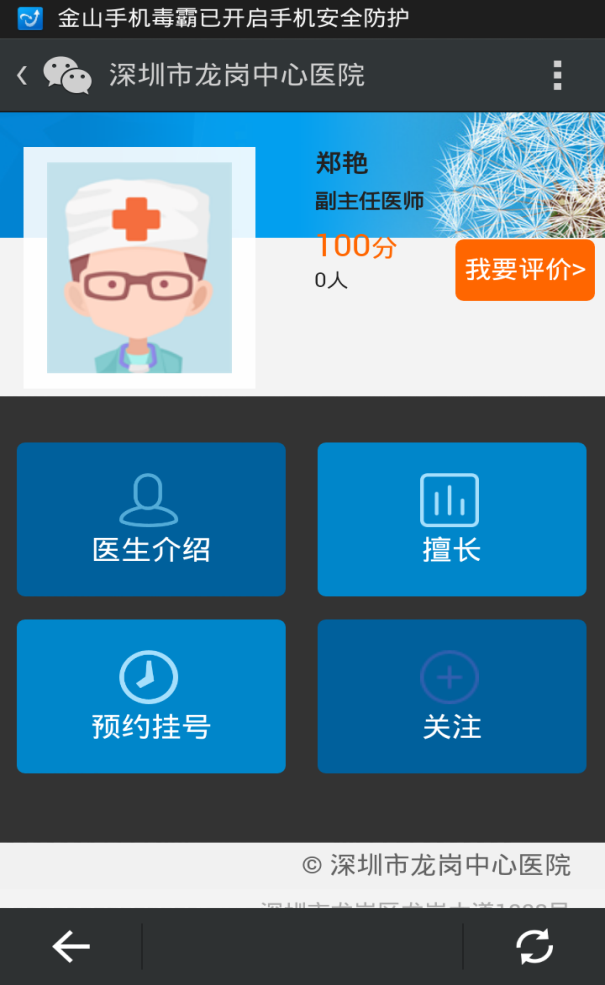 金山手机毒霸已开启手机安全防护
深圳市龙岗中心医院
郑艳
副主任医师
100分
0人
我要评价>
医生介绍
擅长
预约挂号
关注
© 深圳市龙岗中心医院